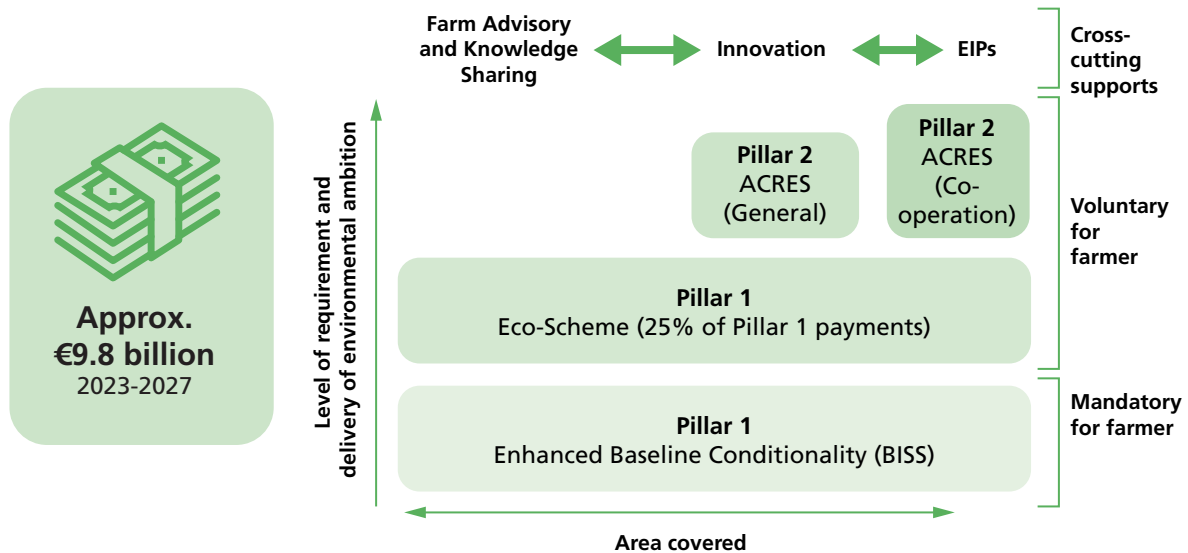 Farm Advisory
and Knowledge
Sharing
Innovation
EIPs
Cross-
cutting
supports
Approx.
€9.8 billion
2023-2027
Level of requirement and
delivery of environmental ambition
Pillar 2
ACRES
(General)
Pillar 2
ACRES
(Co-
operation)
Voluntary
for
farmer
Pillar 1
Eco-Scheme (25% of Pillar 1 payments)
Pillar 1
Enhanced Baseline Conditionality (BISS)
Mandatory
for farmer
Area covered